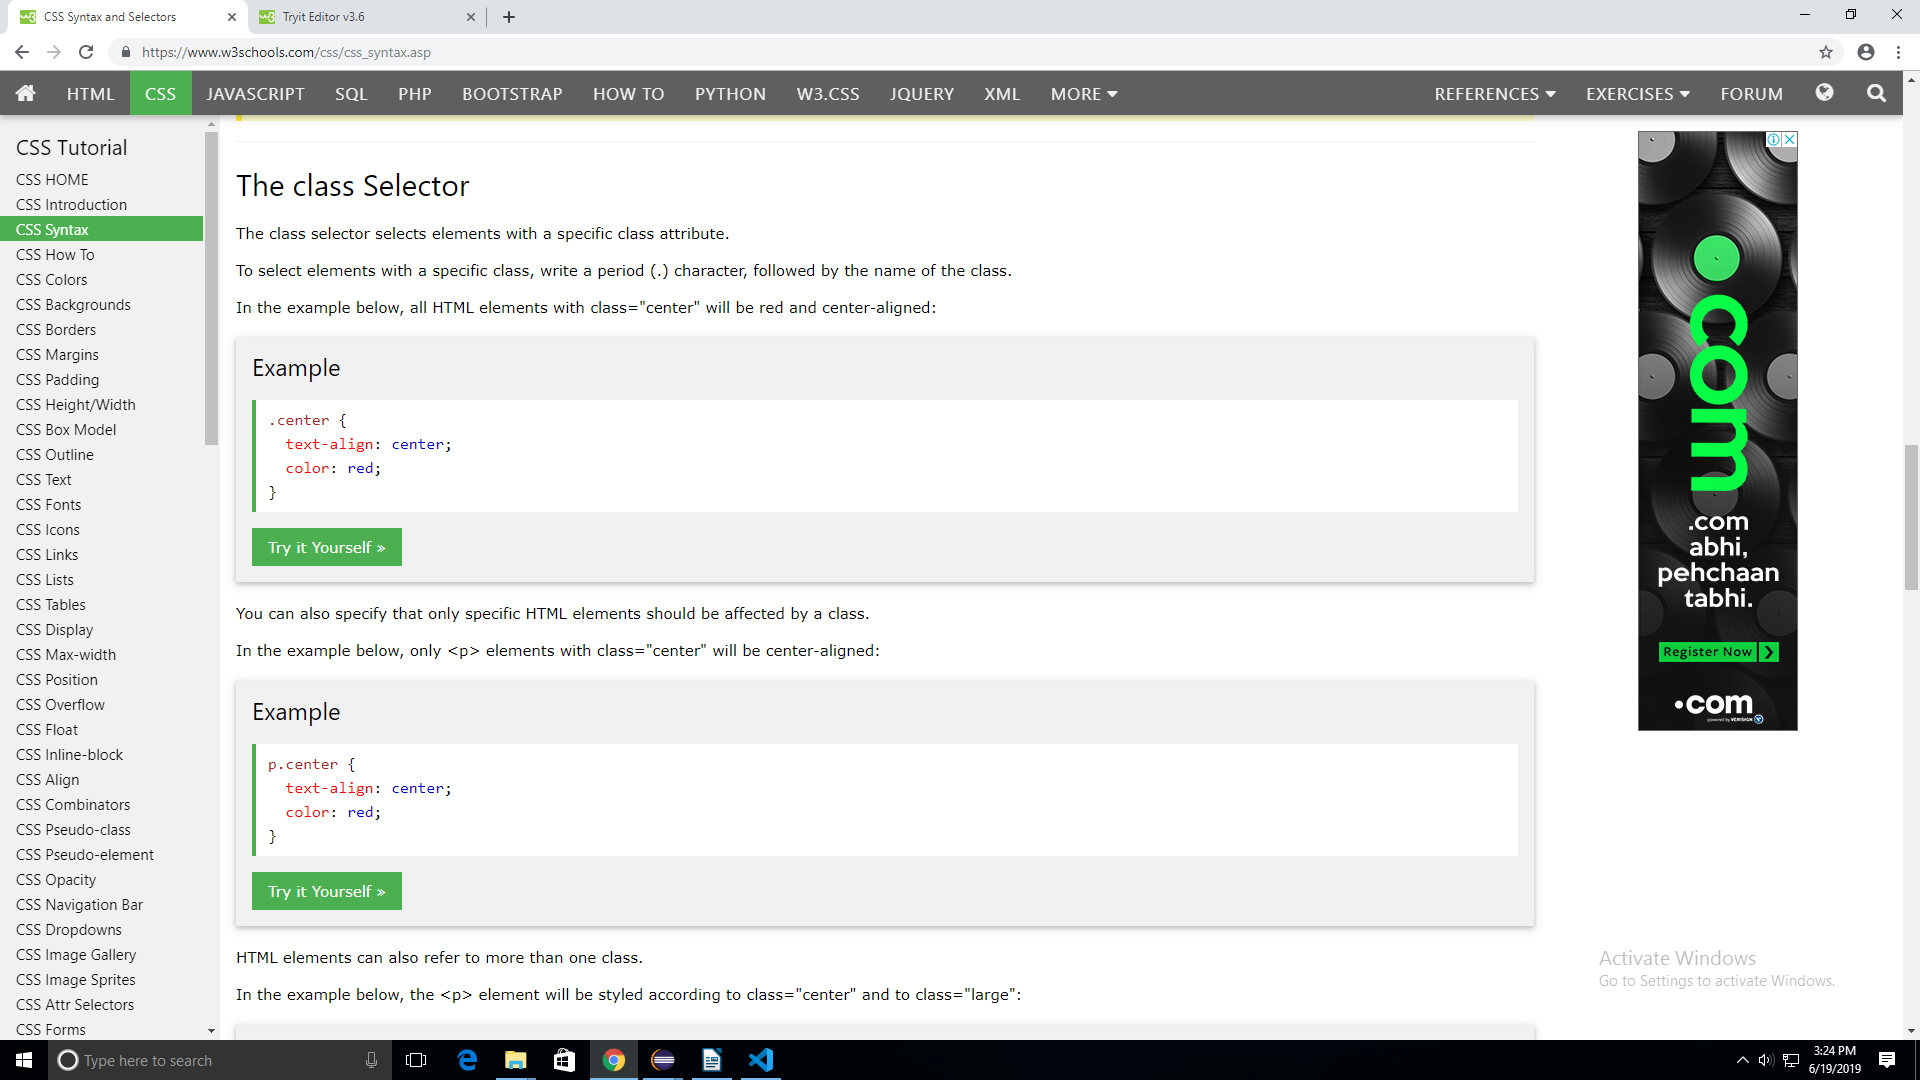 CSS Syntax and Selectors
Tryit Editor v3.6
https://www.w3schools.com/css/css_syntax.asp
HTML CSS JAVASCRIPT SQL PHP BOOTSTRAP HOW TO PYTHON W3.CSS JQUERY XML MORE REFERENCES EXERCISES FORUM
CSS Tutorial
CSS HOME
CSS Introduction
CSS Syntax
CSS How To
CSS Colors
CSS Backgrounds
CSS Borders
CSS Margins
CSS Padding
CSS Height/Width
CSS Box Model
CSS Outline
CSS Text
CSS Fonts
CSS Icons
CSS Links
CSS Lists
CSS Tables
CSS Display
CSS Max-width
CSS Position
CSS Overflow
CSS Float
CSS Inline-block
CSS Align
CSS Combinators
CSS Pseudo-class
CSS Pseudo-element
CSS Opacity
CSS Navigation Bar
CSS Dropdowns
CSS Image Gallery
CSS Image Sprites
CSS Attr Selectors
CSS Forms
The class Selector
The class selector selects elements with a specific class attribute.
To select elements with a specific class, write a period (.) character, followed by the name of the class.
In the example below, all HTML elements with class="center" will be red and center-aligned:
Example
.center {
text-align: center;
color: red;
}
Try it Yourself »
You can also specify that only specific HTML elements should be affected by a class.
In the example below, only <p> elements with class="center" will be center-aligned:
Example
p.center {
text-align: center;
color: red;
}
Try it Yourself »
HTML elements can also refer to more than one class.
In the example below, the <p> element will be styled according to class="center" and to class="large":
.com
.com
abhi,
pehchaan
tabhi.
Register Now
.com
powered by VERISIGN
Activate Windows
Go to Settings to activate Windows.
Type here to search
3:24 PM
6/19/2019